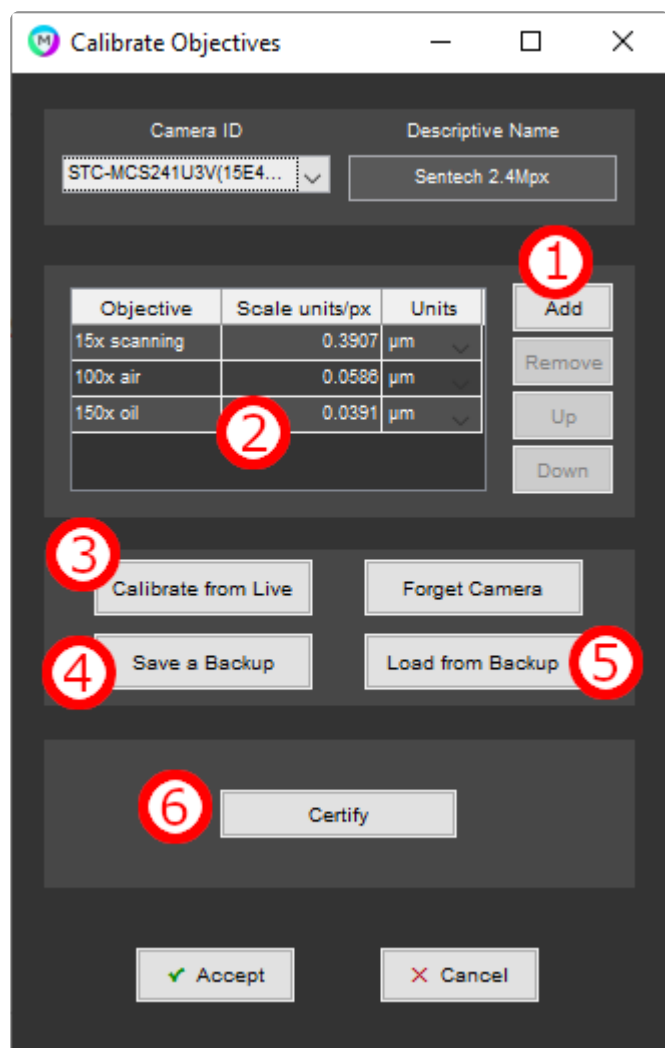 M Calibrate Objectives
Camera ID Descriptive Name
STC-MCS241U3V(15E4... Sentech 2.4Mpx
1
Objective Scale units/px Units Add
15x scanning 0.3907 µm
Remove
100x air 0.0586 µm
150x oil 0.0391 µm Up
2
Down
3
Calibrate from Live Forget Camera
4 Save a Backup Load from Backup 5
6 Certify
Accept Cancel